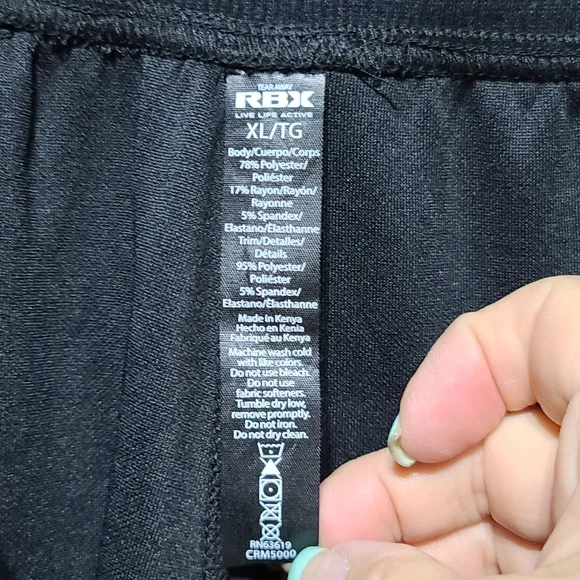 TEAR AWAY
RBX
LIVE LIFE ACTIVE
XL/TG
Body/Cuerpo/Corps
78% Polyester/
Poliéster
17% Rayon/Rayón/
Rayonne
5% Spandex/
Elastano/Élasthanne
Trim/Detalles/
Détails
95% Polyester/
Poliéster
5% Spandex/
Elastano/Élasthanne
Made in Kenya
Hecho en Kenia
Fabriqué au Kenya
Machine wash cold
with like colors.
Do not use bleach.
Do not use
fabric softeners.
Tumble dry low,
remove promptly.
Do not iron.
Do not dry clean.
RN63619
CRM5000